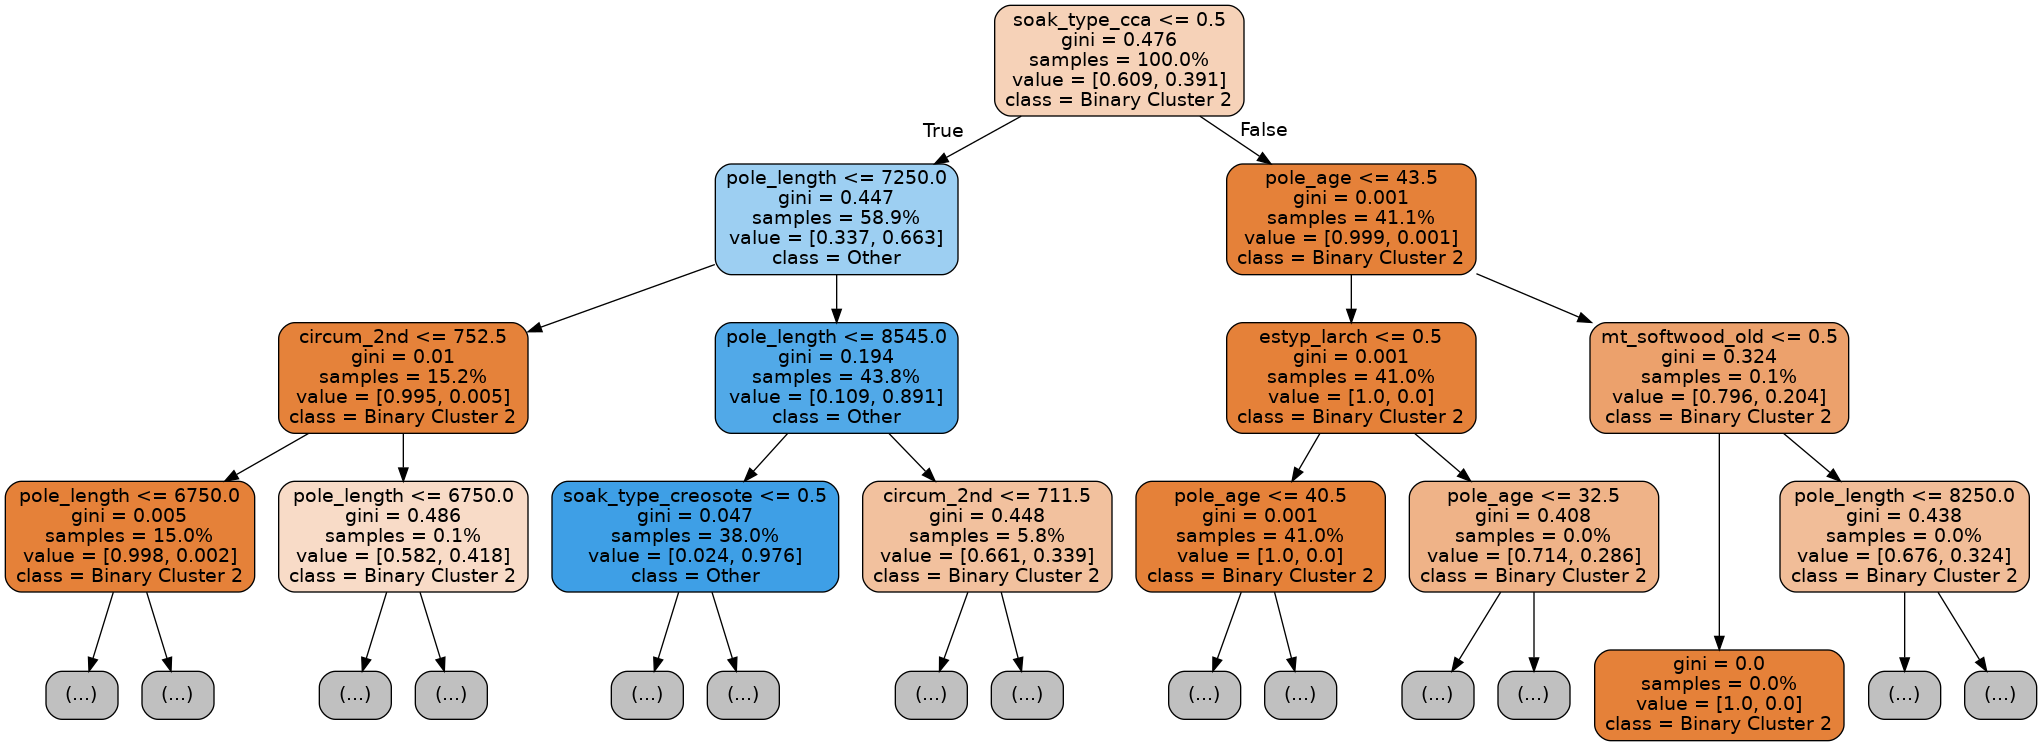 soak_type_cca <= 0.5
gini = 0.476
samples = 100.0%
value = [0.609, 0.391]
class = Binary Cluster 2
True
False
pole_length <= 7250.0
gini = 0.447
samples = 58.9%
value = [0.337, 0.663]
class = Other
pole_age <= 43.5
gini = 0.001
samples = 41.1%
value = [0.999, 0.001]
class = Binary Cluster 2
circum_2nd <= 752.5
gini = 0.01
samples = 15.2%
value = [0.995, 0.005]
class = Binary Cluster 2
pole_length <= 8545.0
gini = 0.194
samples = 43.8%
value = [0.109, 0.891]
class = Other
estyp_larch <= 0.5
gini = 0.001
samples = 41.0%
value = [1.0, 0.0]
class = Binary Cluster 2
mt_softwood_old <= 0.5
gini = 0.324
samples = 0.1%
value = [0.796, 0.204]
class = Binary Cluster 2
pole_length <= 6750.0
gini = 0.005
samples = 15.0%
value = [0.998, 0.002]
class = Binary Cluster 2
pole_length <= 6750.0
gini = 0.486
samples = 0.1%
value = [0.582, 0.418]
class = Binary Cluster 2
soak_type_creosote <= 0.5
gini = 0.047
samples = 38.0%
value = [0.024, 0.976]
class = Other
circum_2nd <= 711.5
gini = 0.448
samples = 5.8%
value = [0.661, 0.339]
class = Binary Cluster 2
pole_age <= 40.5
gini = 0.001
samples = 41.0%
value = [1.0, 0.0]
class = Binary Cluster 2
pole_age <= 32.5
gini = 0.408
samples = 0.0%
value = [0.714, 0.286]
class = Binary Cluster 2
pole_length <= 8250.0
gini = 0.438
samples = 0.0%
value = [0.676, 0.324]
class = Binary Cluster 2
(...)
(...)
(...)
(...)
(...)
(...)
(...)
(...)
(...)
(...)
(...)
(...)
gini = 0.0
samples = 0.0%
value = [1.0, 0.0]
class = Binary Cluster 2
(...)
(...)